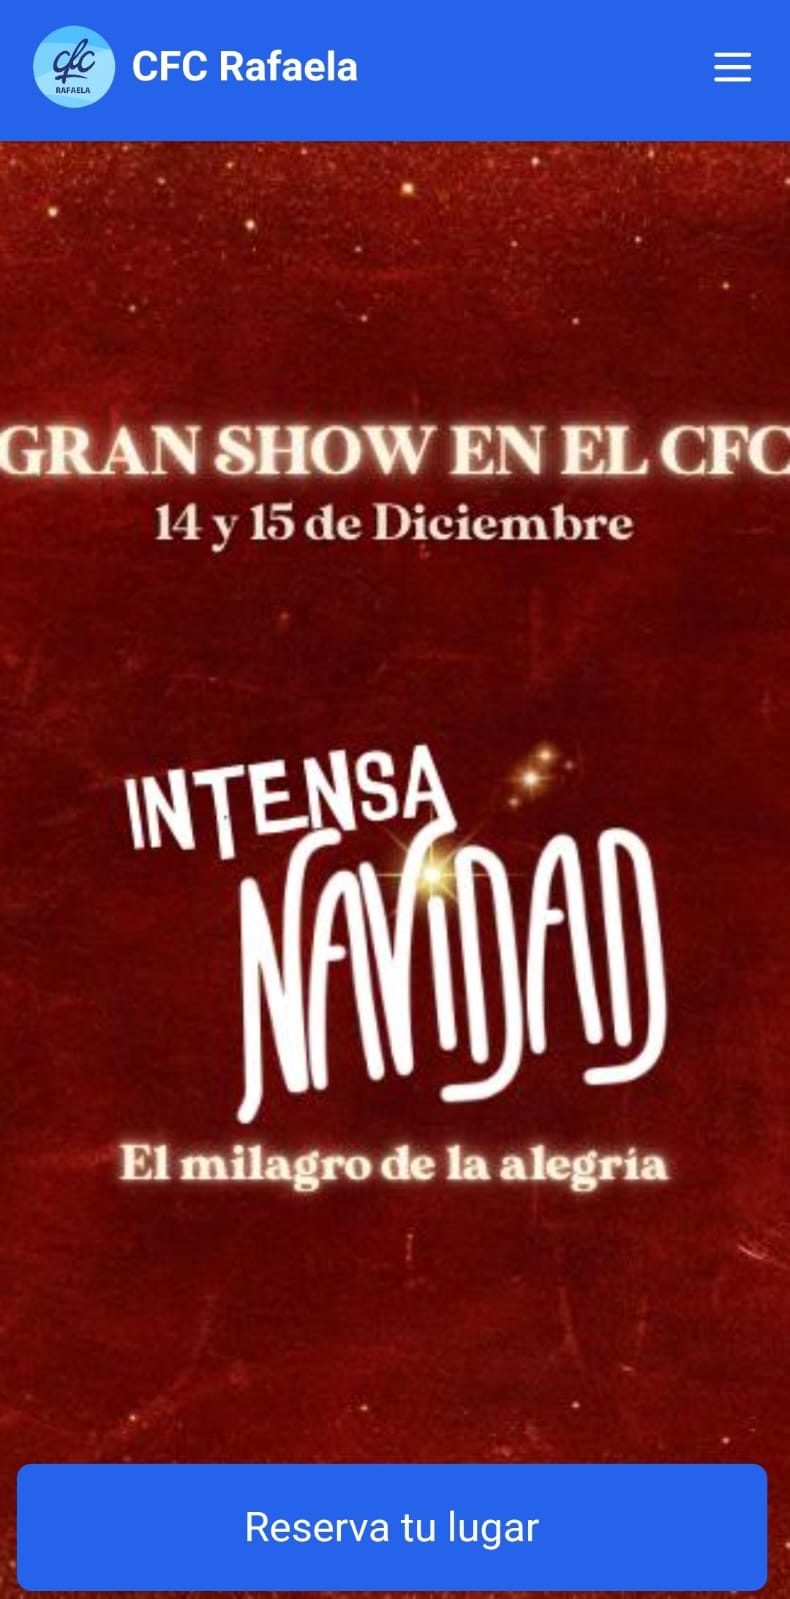 cfc
RAFAELA
CFC Rafaela
GRAN SHOW EN EL CFC
14 y 15 de Diciembre
INTENSA
NAVIDAD
El milagro de la alegría
Reserva tu lugar